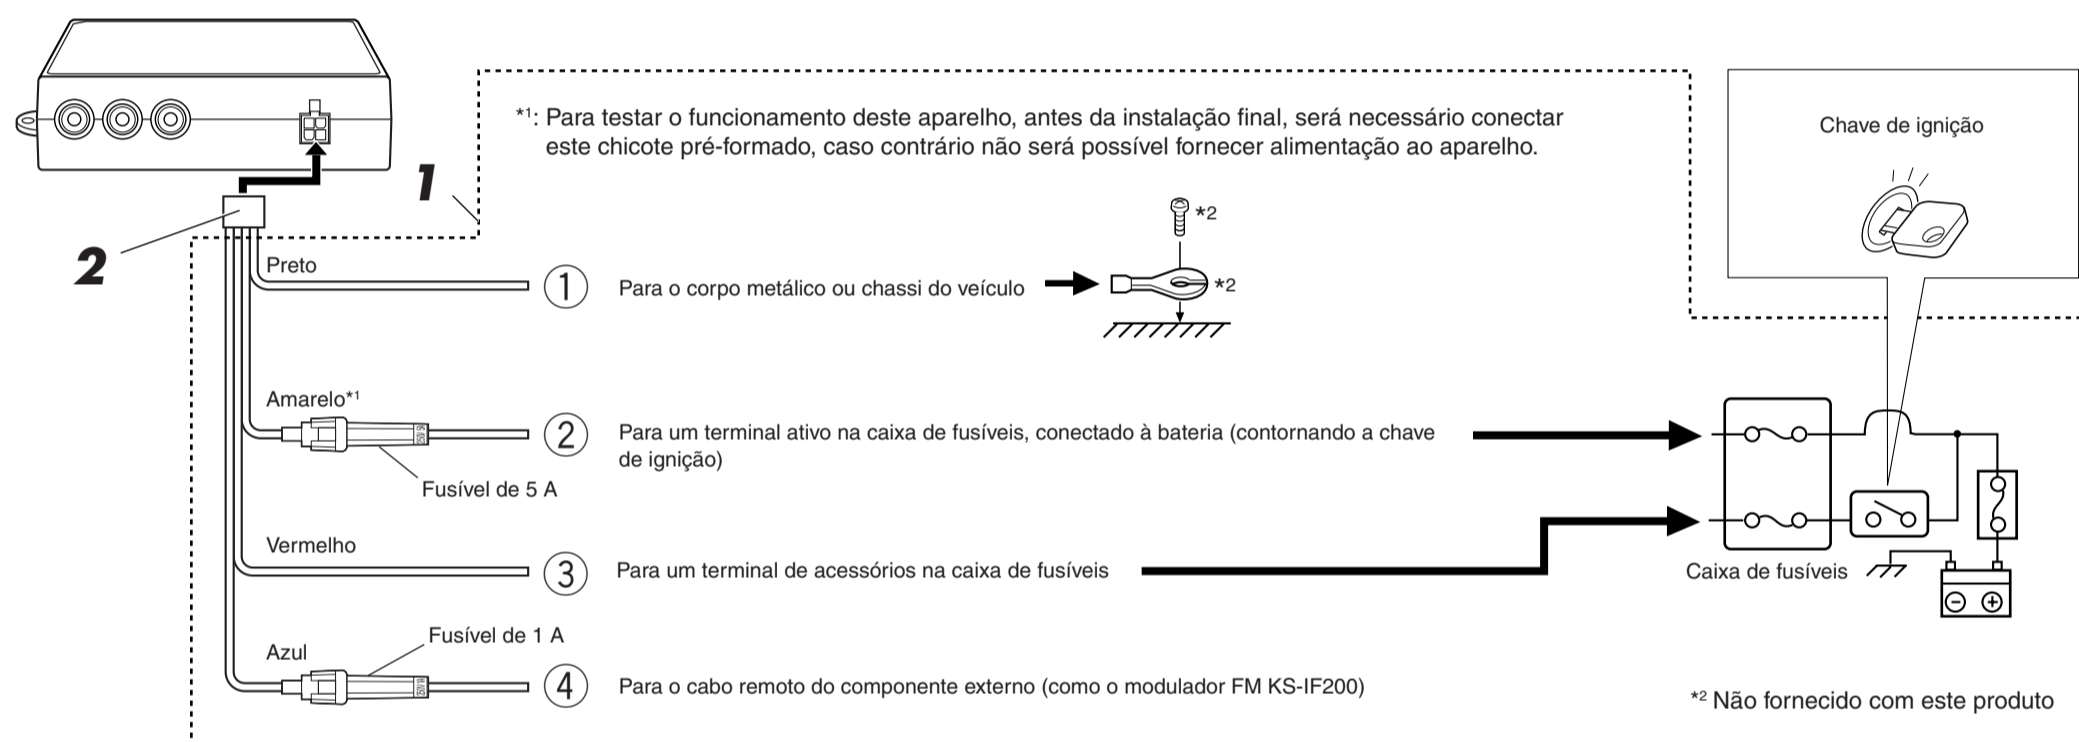 *1: Para testar o funcionamento deste aparelho, antes da instalação final, será necessário conectar
este chicote pré-formado, caso contrário não será possível fornecer alimentação ao aparelho.
Chave de ignição
1
*2
2
Preto
1 Para o corpo metálico ou chassi do veículo
*2
Amarelo*1
2 Para um terminal ativo na caixa de fusíveis, conectado à bateria (contornando a chave
de ignição)
Fusível de 5 A
Vermelho
3 Para um terminal de acessórios na caixa de fusíveis
Caixa de fusíveis
Fusível de 1 A
Azul
4 Para o cabo remoto do componente externo (como o modulador FM KS-IF200)
*2 Não fornecido com este produto